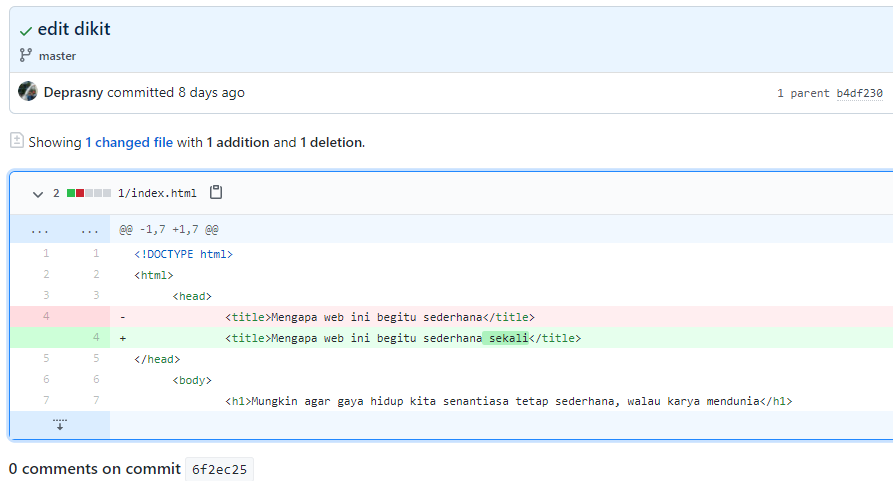 edit dikit
master
Deprasny committed 8 days ago 1 parent b4df230
Showing 1 changed file with 1 addition and 1 deletion.
2 1/index.html
... ... @@ -1,7 +1,7 @@
1 1 <!DOCTYPE html>
2 2 <html>
3 3 <head>
4 - <title>Mengapa web ini begitu sederhana</title>
4 + <title>Mengapa web ini begitu sederhana sekali</title>
5 5 </head>
6 6 <body>
7 7 <h1>Mungkin agar gaya hidup kita senantiasa tetap sederhana, walau karya mendunia</h1>
0 comments on commit 6f2ec25